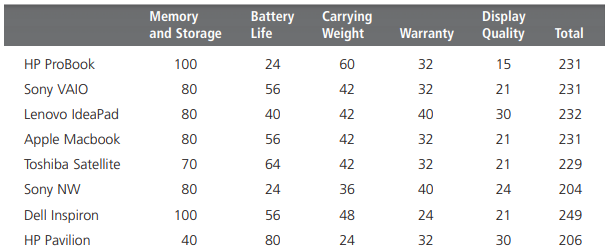 Memory and Storage Battery Life Carrying Weight Warranty Display Quality Total
HP ProBook 100 24 60 32 15 231
Sony VAIO 80 56 42 32 21 231
Lenovo IdeaPad 80 40 42 40 30 232
Apple Macbook 80 56 42 32 21 231
Toshiba Satellite 70 64 42 32 21 229
Sony NW 80 24 36 40 24 204
Dell Inspiron 100 56 48 24 21 249
HP Pavilion 40 80 24 32 30 206